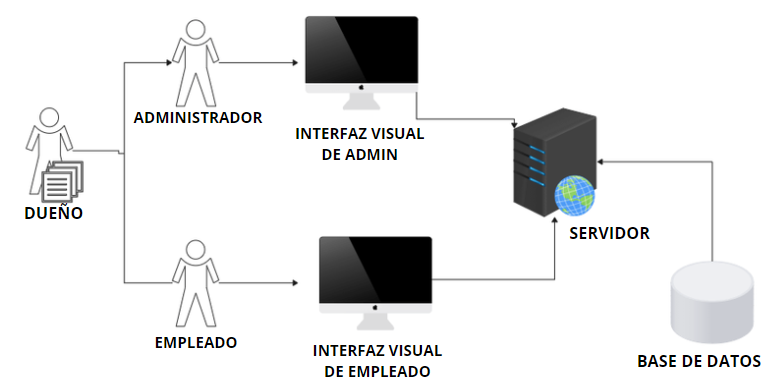 ADMINISTRADOR
INTERFAZ VISUAL
DE ADMIN
DUEÑO
SERVIDOR
EMPLEADO
INTERFAZ VISUAL
DE EMPLEADO
BASE DE DATOS